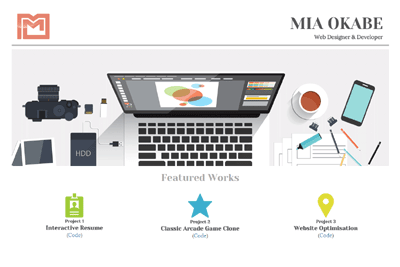 MIA OKABE
Web Designer & Developer
HDD
Featured Works
Project 1
Interactive Resume
(Code)
Project 2
Classic Arcade Game Clone
(Code)
Project 3
Website Optimisation
(Code)